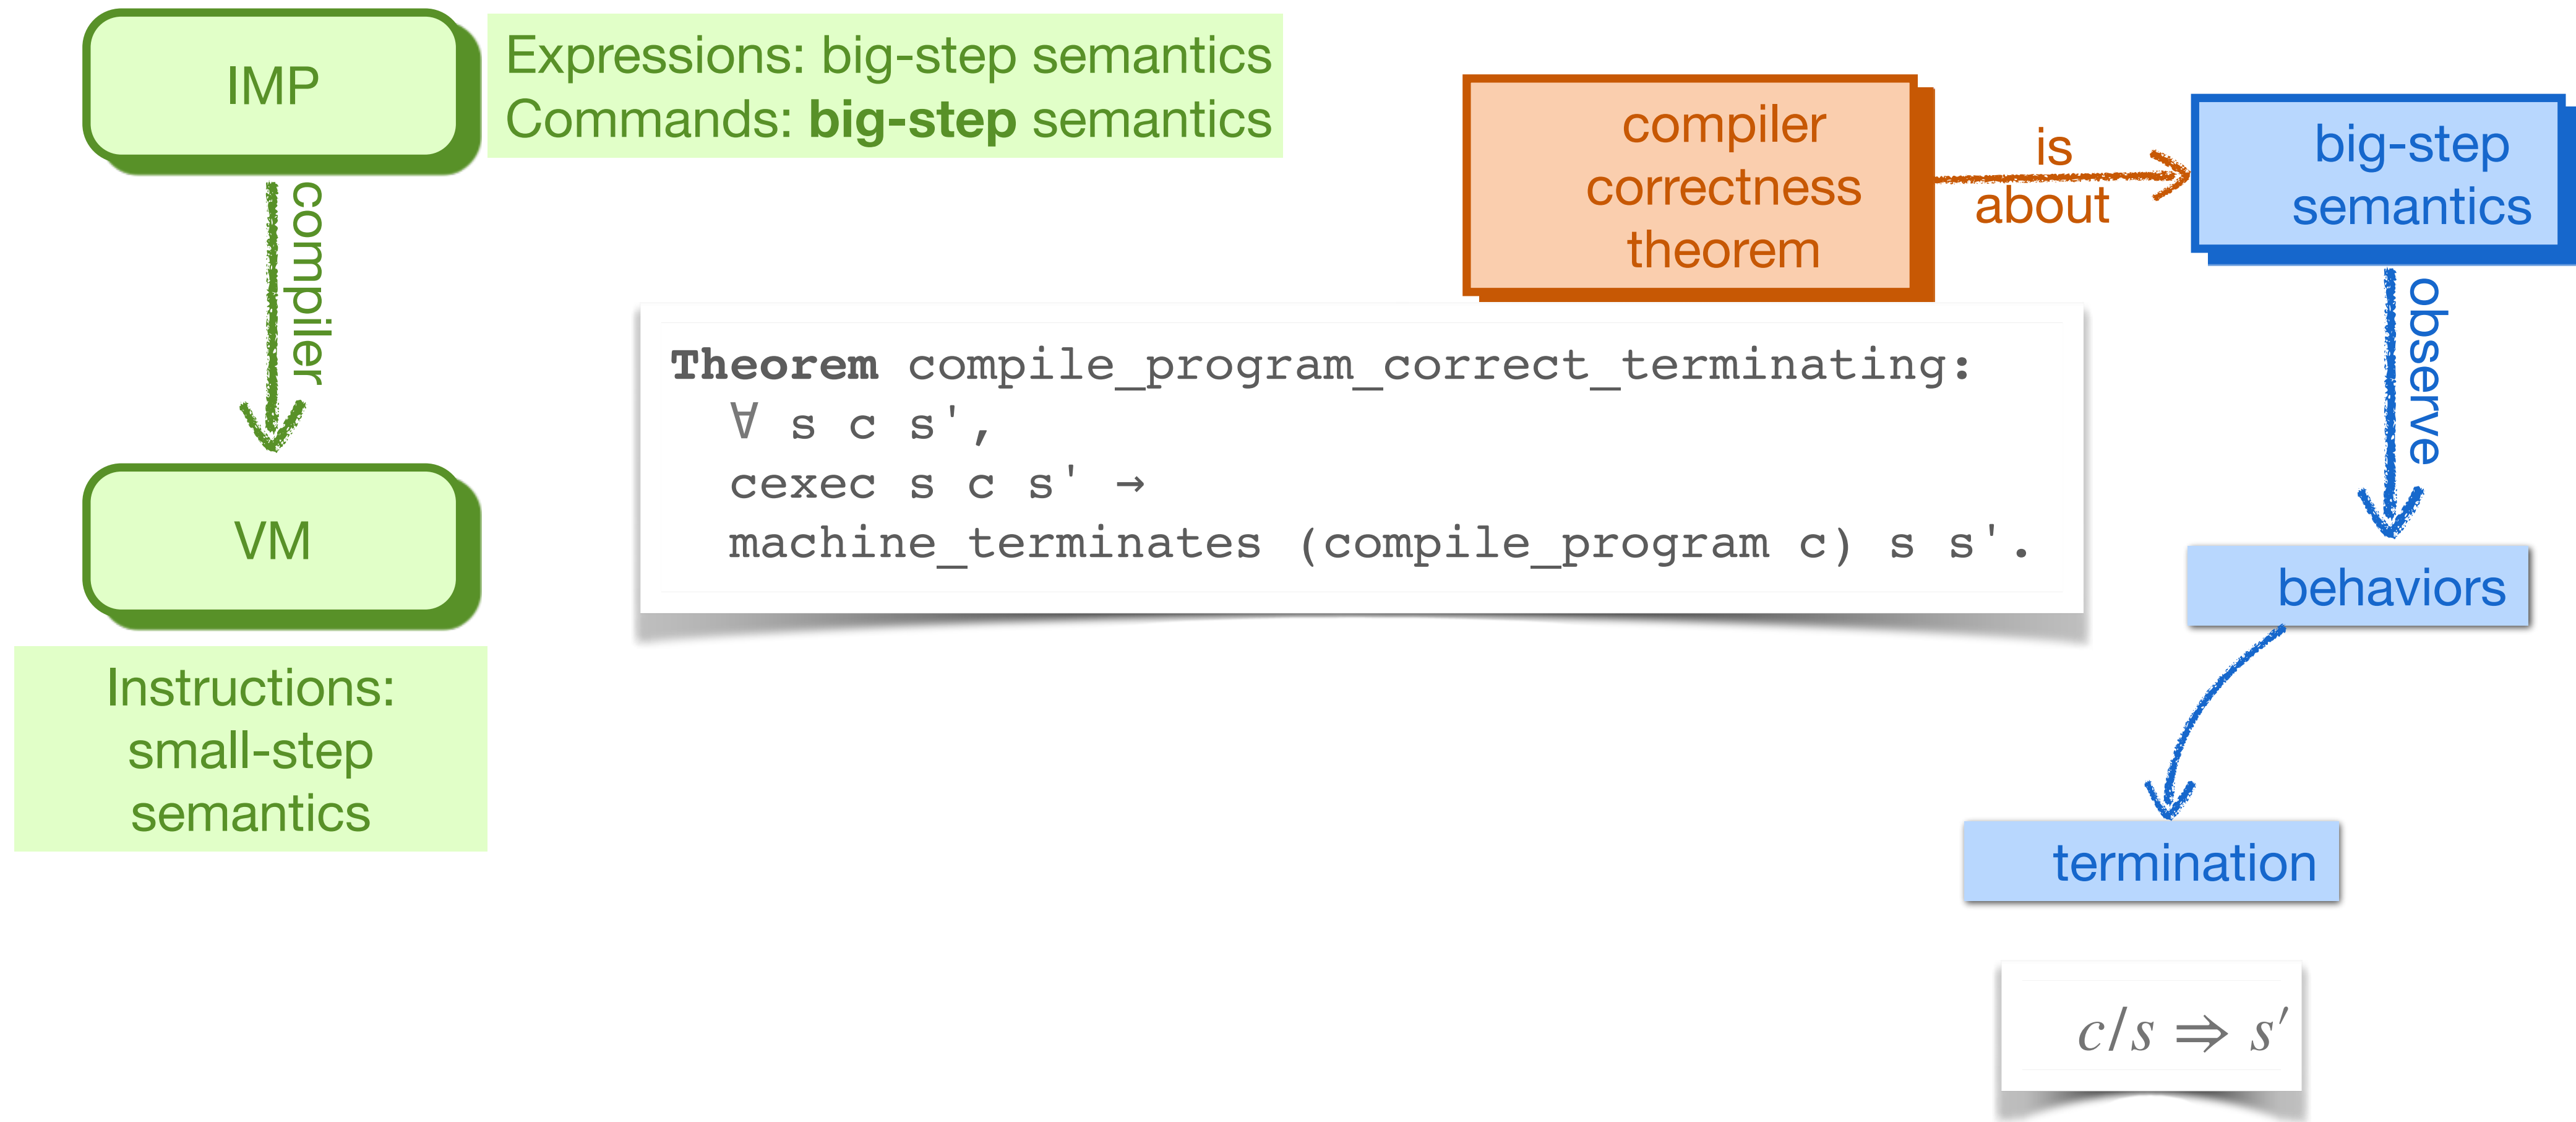 IMP
Expressions: big-step semantics
Commands: big-step semantics
compiler
VM
Instructions:
small-step
semantics
compiler
correctness
theorem
is
about
big-step
semantics
Theorem compile_program_correct_terminating:
∀ s c s',
cexec s c s' →
machine_terminates (compile_program c) s s'.
observe
behaviors
termination
c/s ⇒ s′